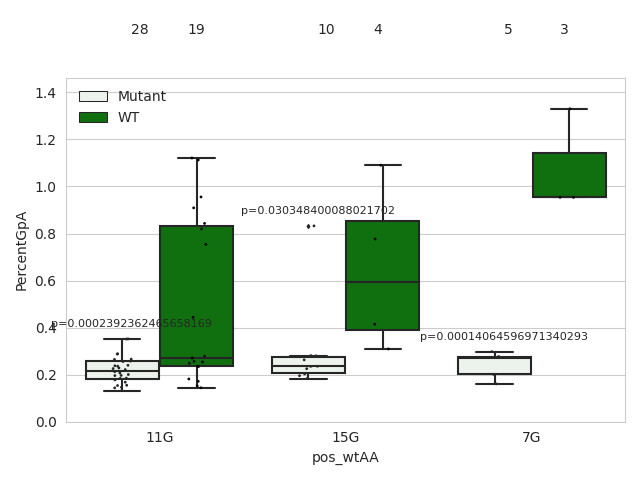 28 19 10 4 5 3
Mutant
WT
1.4
1.2
1.0
0.8
0.6
0.4
0.2
0.0
PercentGpA
p=0.030348400088021702
p=0.0002392362465658169
p=0.00014064596971340293
11G 15G 7G
pos_wtAA